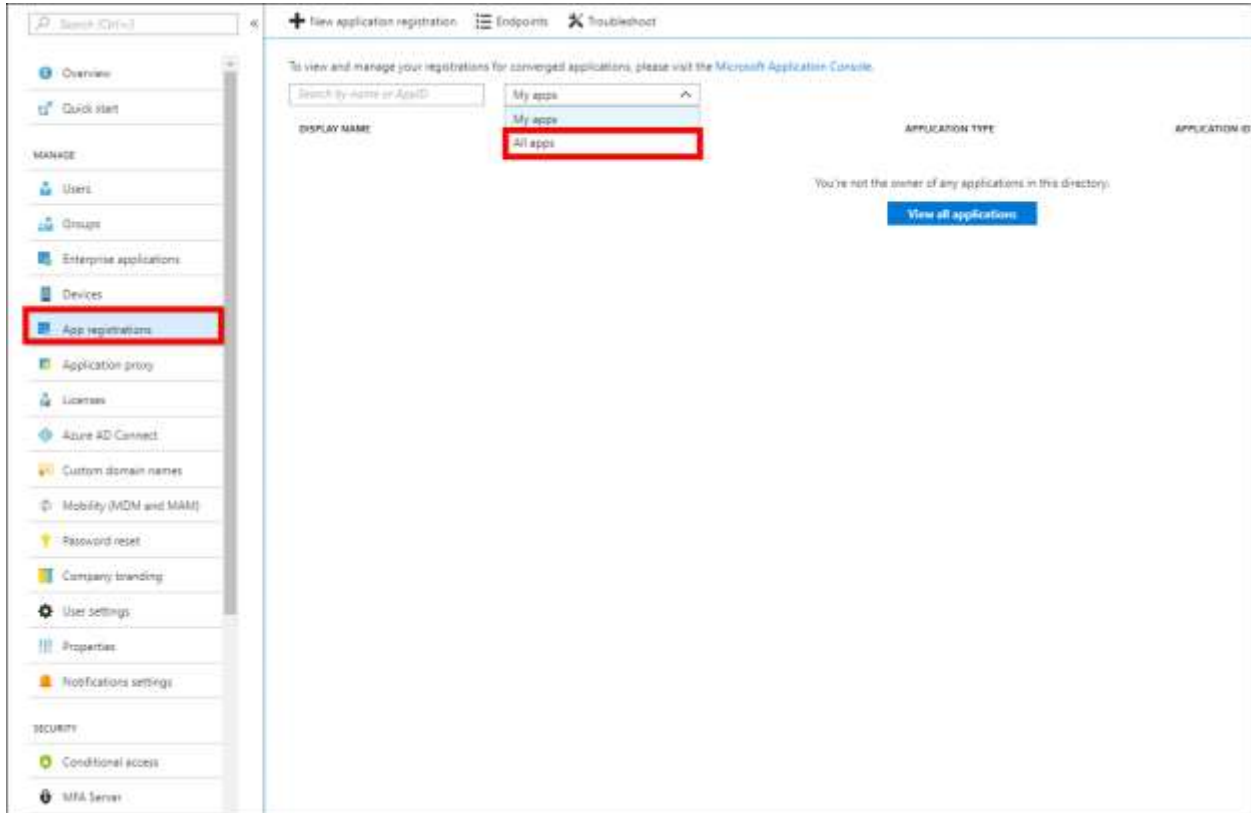 Search (Ctrl+/)
Overview
Quick start
MANAGE
Users
Groups
Enterprise applications
Devices
App registrations
Application proxy
Licenses
Azure AD Connect
Custom domain names
Mobility (MDM and MAM)
Password reset
Company branding
User settings
Properties
Notifications settings
SECURITY
Conditional access
MFA Server
New application registration Endpoints Troubleshoot
To view and manage your registrations for converged applications, please visit the Microsoft Application Console.
Search by name or AppID My apps
My apps
All apps
DISPLAY NAME APPLICATION TYPE APPLICATION ID
You're not the owner of any applications in this directory.
View all applications